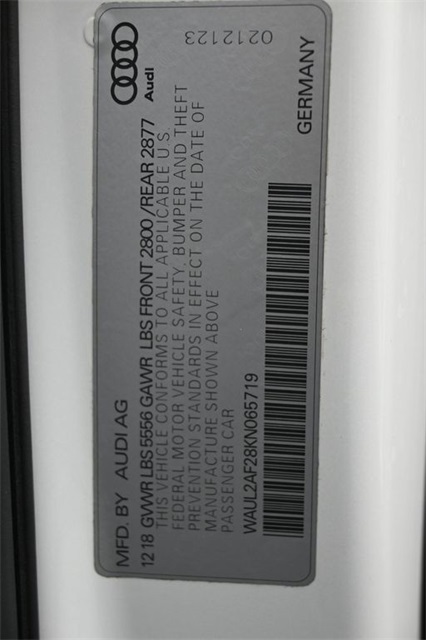 MFD. BY AUDI AG
12 18 GVWR LBS 5556 GAWR LBS FRONT 2800/REAR 2877
THIS VEHICLE CONFORMS TO ALL APPLICABLE U.S.
FEDERAL MOTOR VEHICLE SAFETY, BUMPER AND THEFT
PREVENTION STANDARDS IN EFFECT ON THE DATE OF
MANUFACTURE SHOWN ABOVE
PASSENGER CAR
WAUL2AF28KN065719
Audi
GERMANY
0212123